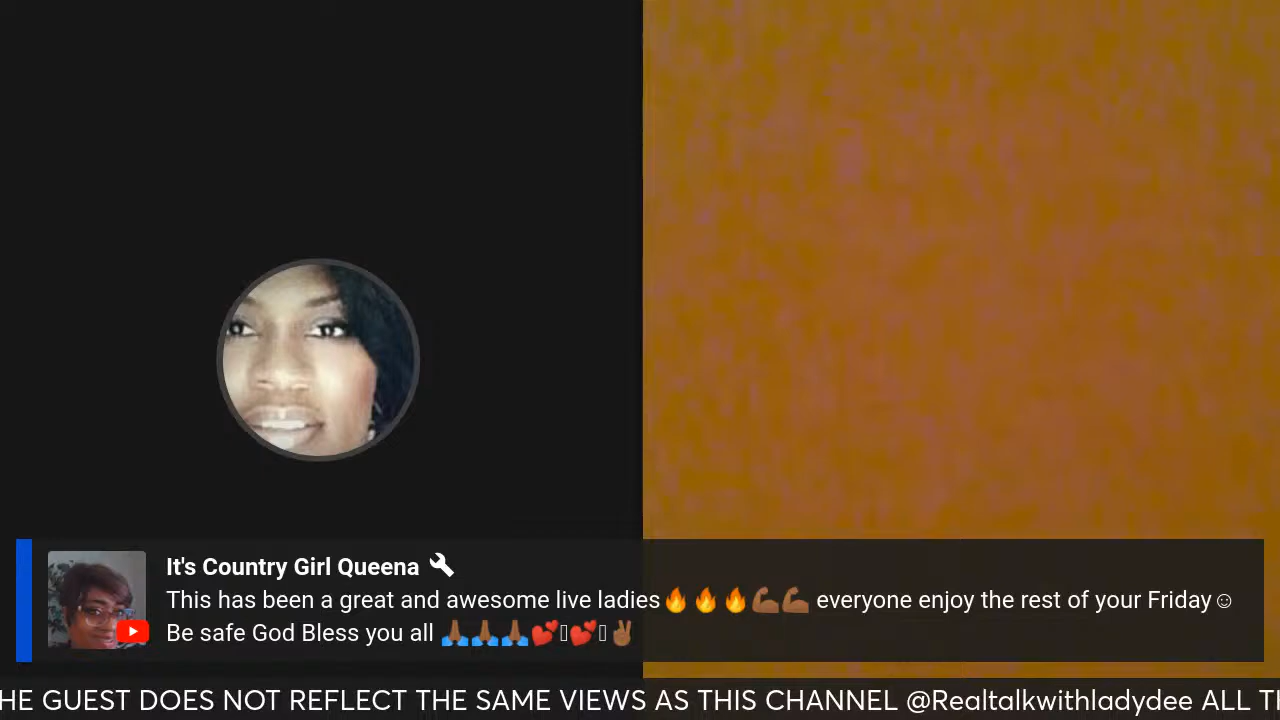 It's Country Girl Queena 🔧
This has been a great and awesome live ladies🔥🔥🔥💪🏾💪🏾 everyone enjoy the rest of your Friday☺
Be safe God Bless you all 🙏🏾🙏🏾🙏🏾💕▯💕▯✌🏾
HE GUEST DOES NOT REFLECT THE SAME VIEWS AS THIS CHANNEL @Realtalkwithladydee ALL